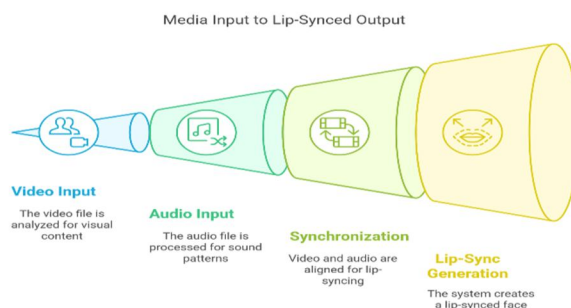 Media Input to Lip-Synced Output
Video Input
The video file is
analyzed for visual
content
Audio Input
The audio file is
processed for sound
patterns
Synchronization
Video and audio are
aligned for lip-
syncing
Lip-Sync
Generation
The system creates
a lip-synced face